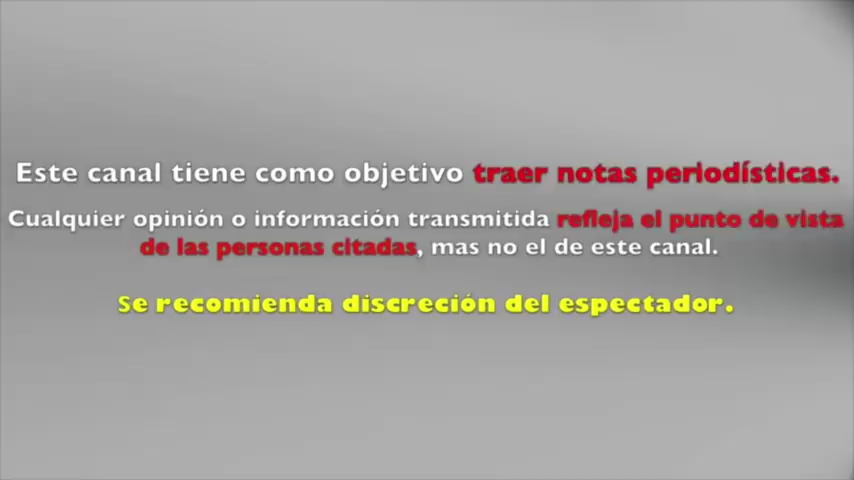 Este canal tiene como objetivo traer notas periodísticas.
Cualquier opinión o información transmitida refleja el punto de vista
de las personas citadas, mas no el de este canal.
Se recomienda discreción del espectador.